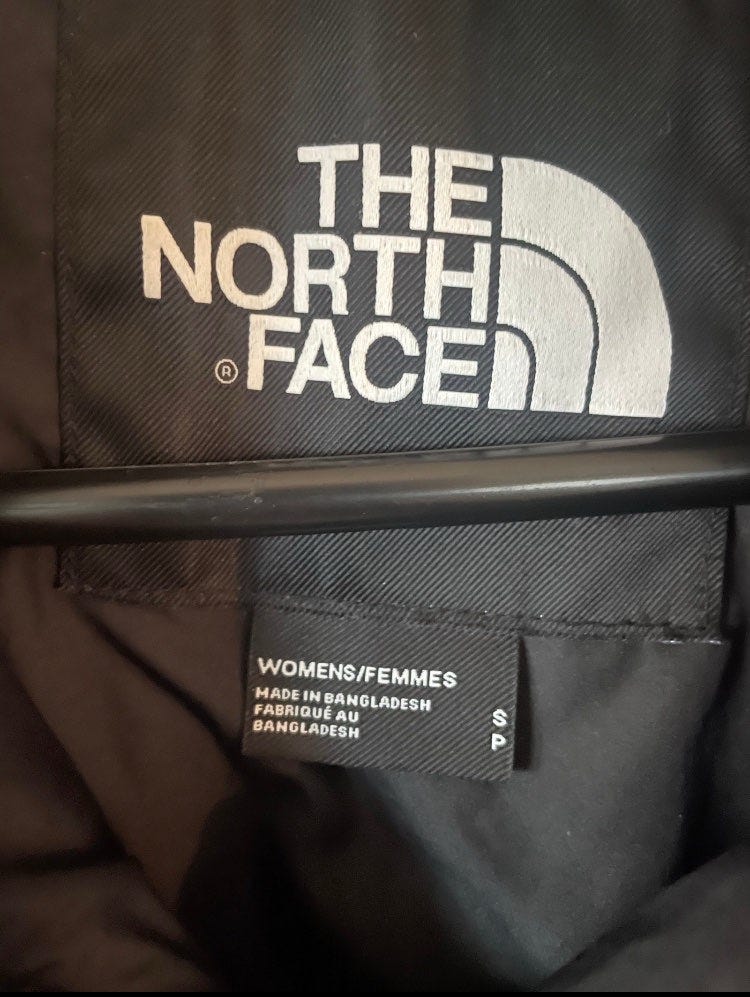 THE
NORTH
®FACE
WOMENS/FEMMES
MADE IN BANGLADESH
FABRIQUÉ AU
BANGLADESH
S
P